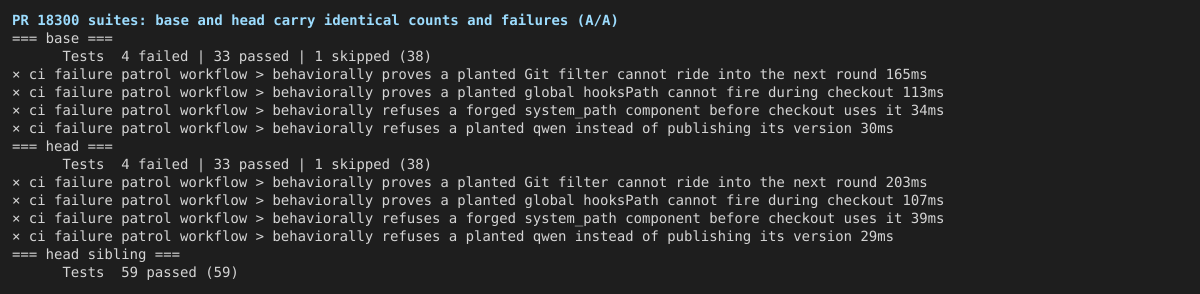 PR 18300 suites: base and head carry identical counts and failures (A/A)
=== base ===
      Tests  4 failed | 33 passed | 1 skipped (38)
× ci failure patrol workflow > behaviorally proves a planted Git filter cannot ride into the next round 165ms
× ci failure patrol workflow > behaviorally proves a planted global hooksPath cannot fire during checkout 113ms
× ci failure patrol workflow > behaviorally refuses a forged system_path component before checkout uses it 34ms
× ci failure patrol workflow > behaviorally refuses a planted qwen instead of publishing its version 30ms
=== head ===
      Tests  4 failed | 33 passed | 1 skipped (38)
× ci failure patrol workflow > behaviorally proves a planted Git filter cannot ride into the next round 203ms
× ci failure patrol workflow > behaviorally proves a planted global hooksPath cannot fire during checkout 107ms
× ci failure patrol workflow > behaviorally refuses a forged system_path component before checkout uses it 39ms
× ci failure patrol workflow > behaviorally refuses a planted qwen instead of publishing its version 29ms
=== head sibling ===
      Tests  59 passed (59)